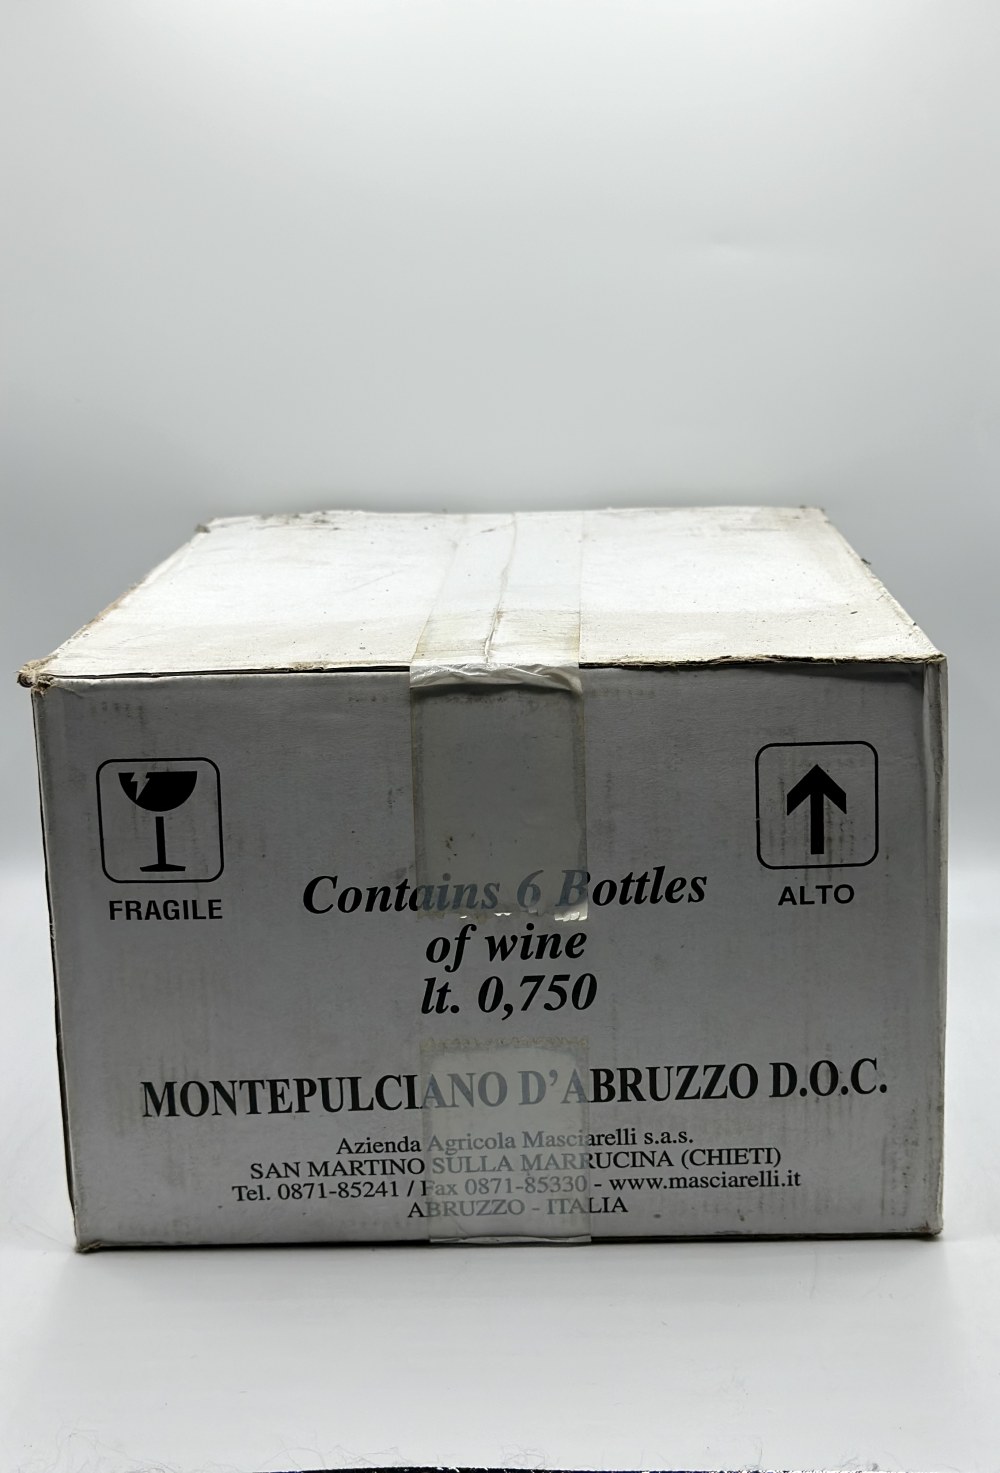 FRAGILE
ALTO
Contains 6 Bottles
of wine
lt. 0,750
MONTEPULCIANO D'ABRUZZO D.O.C.
Azienda Agricola Masciarelli s.a.s.
SAN MARTINO SULLA MARRUCINA (CHIETI)
Tel. 0871-85241 / Fax 0871-85330 - www.masciarelli.it
ABRUZZO - ITALIA